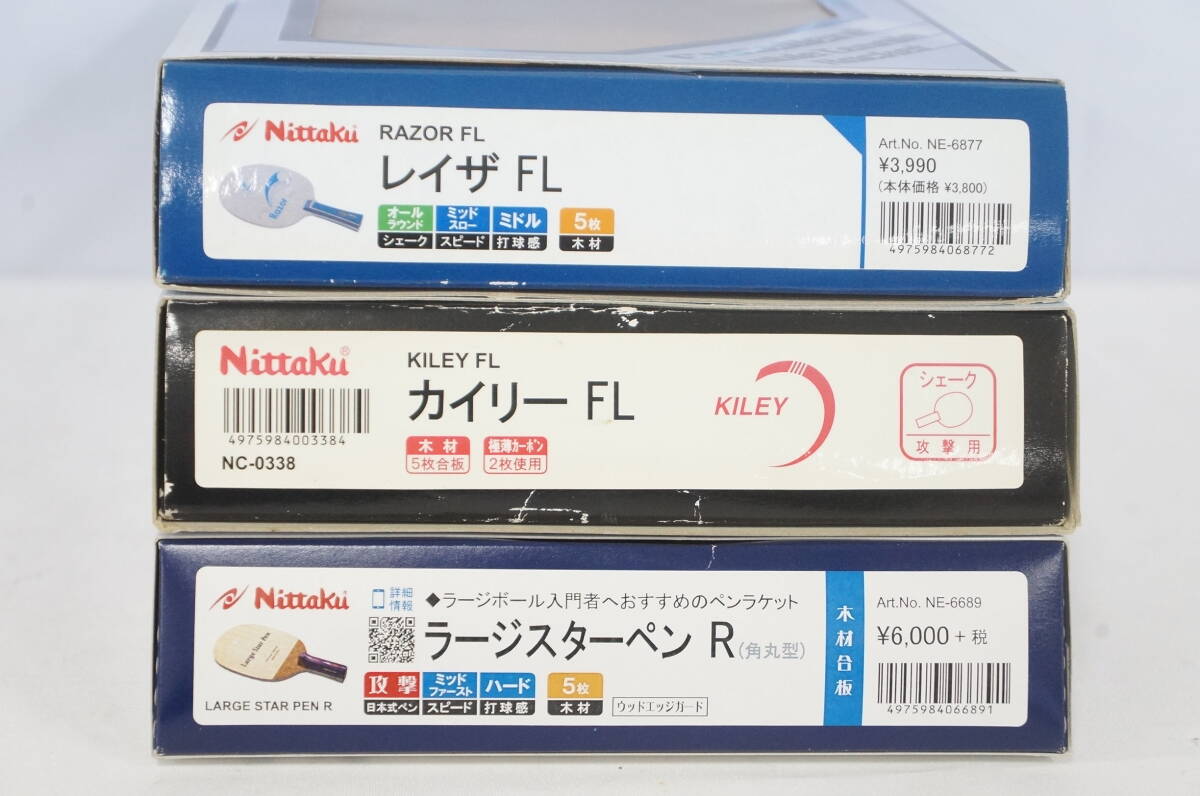 Nittaku
RAZOR FL
レイザ FL
Razor
オールラウンド
シェーク
ミッドスロー
スピード
ミドル
打球感
5枚
木材
Art.No. NE-6877
¥3,990
(本体価格 ¥3,800)
4975984068772
Nittaku®
4975984003384
NC-0338
KILEY FL
カイリー FL
木材
5枚合板
極薄カーボン
2枚使用
KILEY
シェーク
攻撃用
Nittaku
Large Star Pen
LARGE STAR PEN R
詳細
情報
◆ラージボール入門者へおすすめのペンラケット
ラージスターペン R(角丸型)
攻撃
日本式ペン
ミッドファースト
スピード
ハード
打球感
5枚
木材
ウッドエッジガード
木材合板
Art.No. NE-6689
¥6,000 + 税
4975984066891